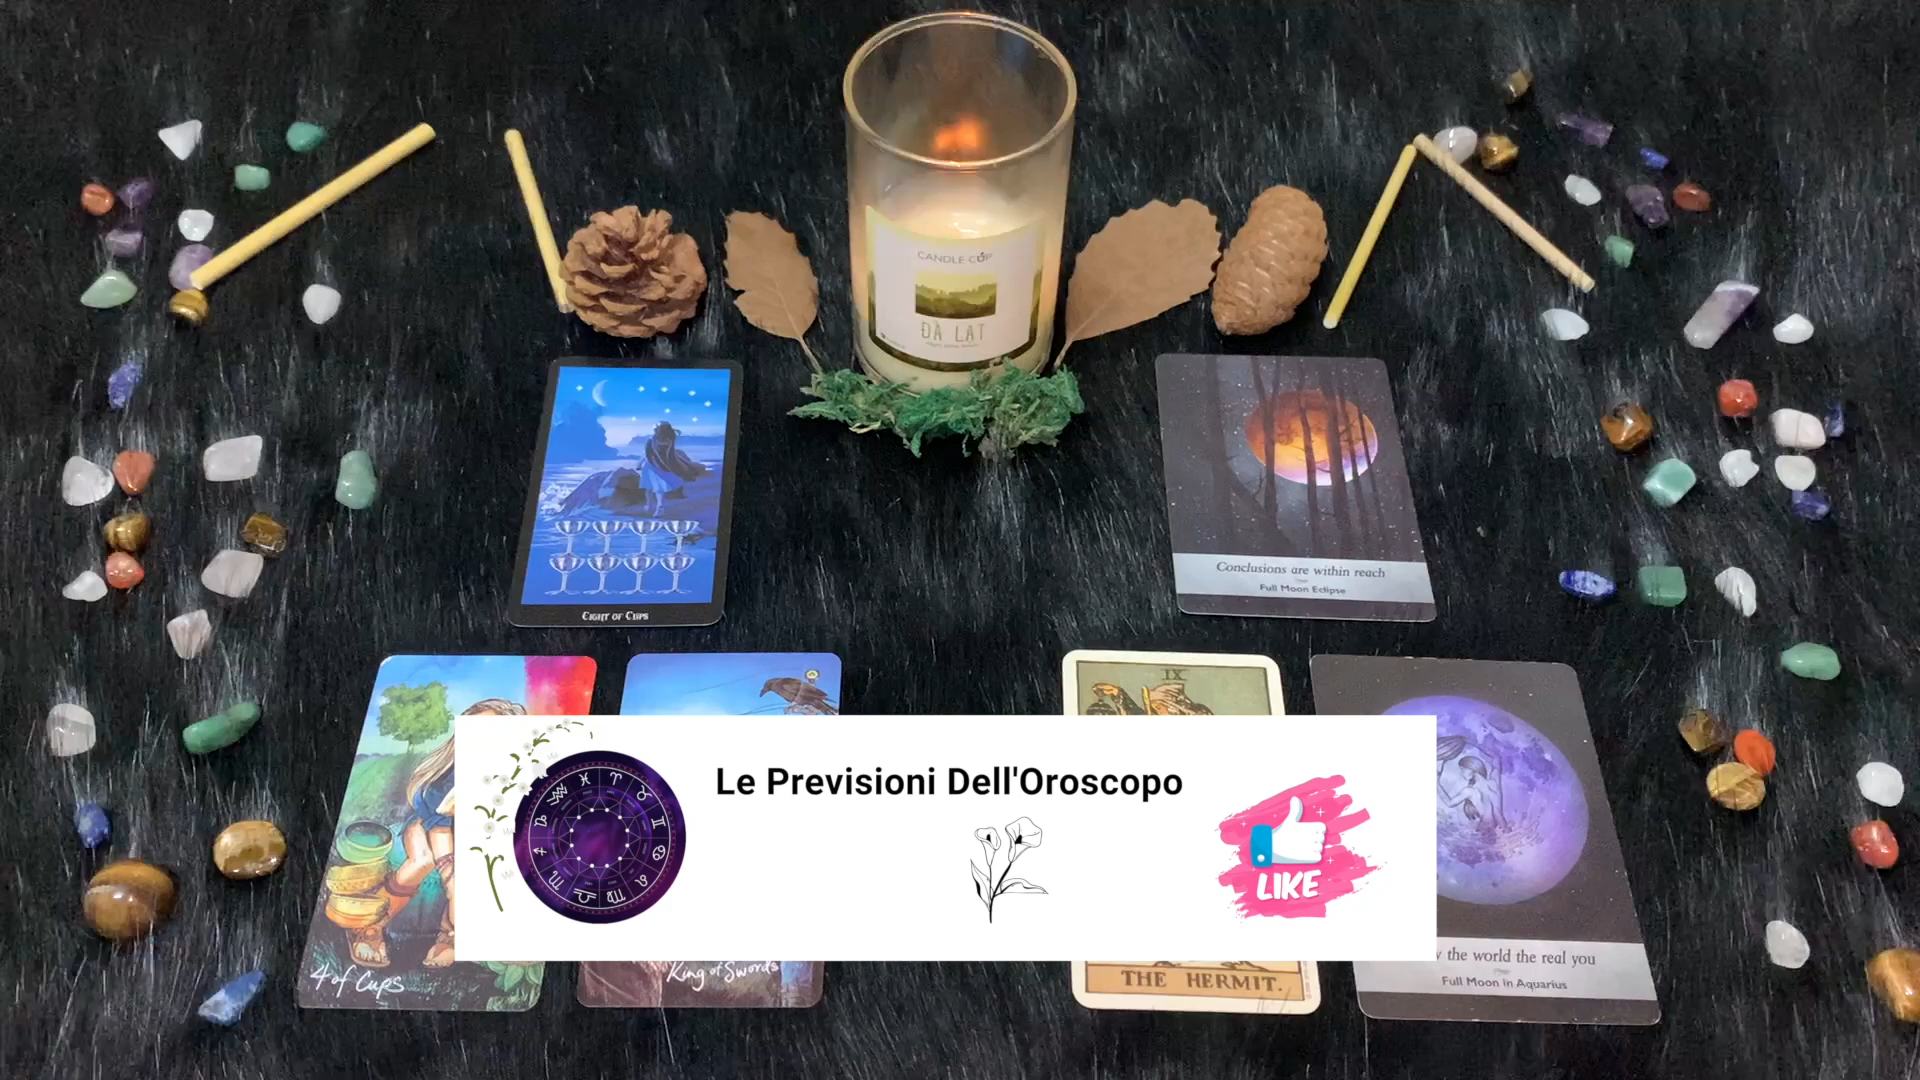 CANDLE CUP
ĐÀ LẠT
EIGHT OF CUPS
Conclusions are within reach
Full Moon Eclipse
IX
Le Previsioni Dell'Oroscopo
LIKE
4 of Cups
King of Swords
THE HERMIT.
the world the real you
Full Moon in Aquarius